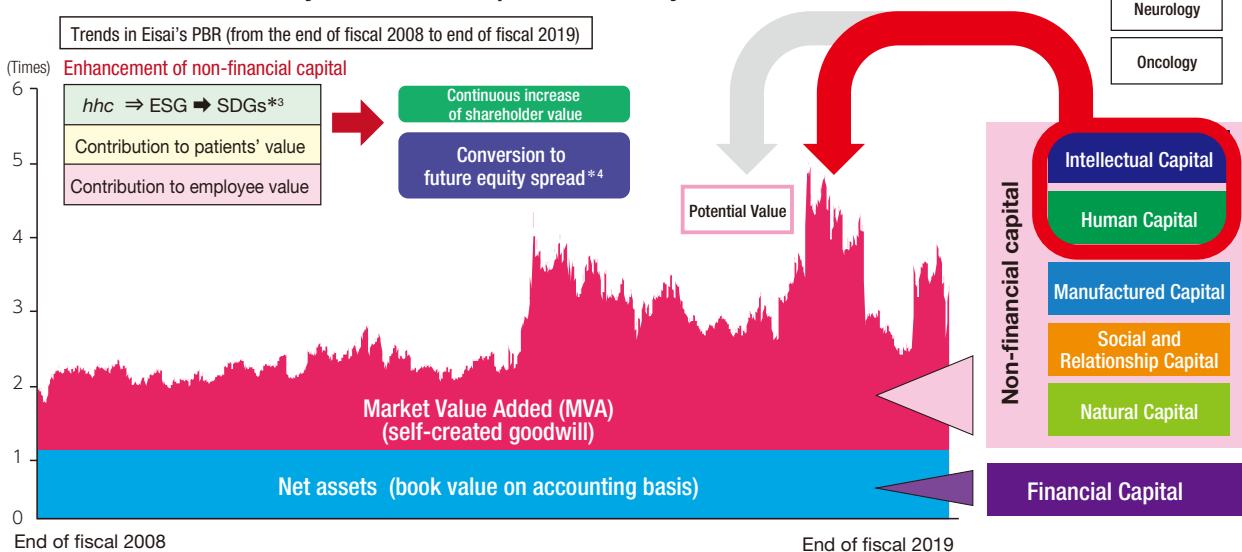 Neurology
Oncology
Trends in Eisai's PBR (from the end of fiscal 2008 to end of fiscal 2019)
(Times)
Enhancement of non-financial capital
hhc ⇒ ESG ➡ SDGs*3
Contribution to patients' value
Contribution to employee value
Continuous increase
of shareholder value
Conversion to
future equity spread*4
Potential Value
6
5
4
3
2
1
0
Market Value Added (MVA)
(self-created goodwill)
Net assets (book value on accounting basis)
End of fiscal 2008
End of fiscal 2019
Non-financial capital
Intellectual Capital
Human Capital
Manufactured Capital
Social and
Relationship Capital
Natural Capital
Financial Capital